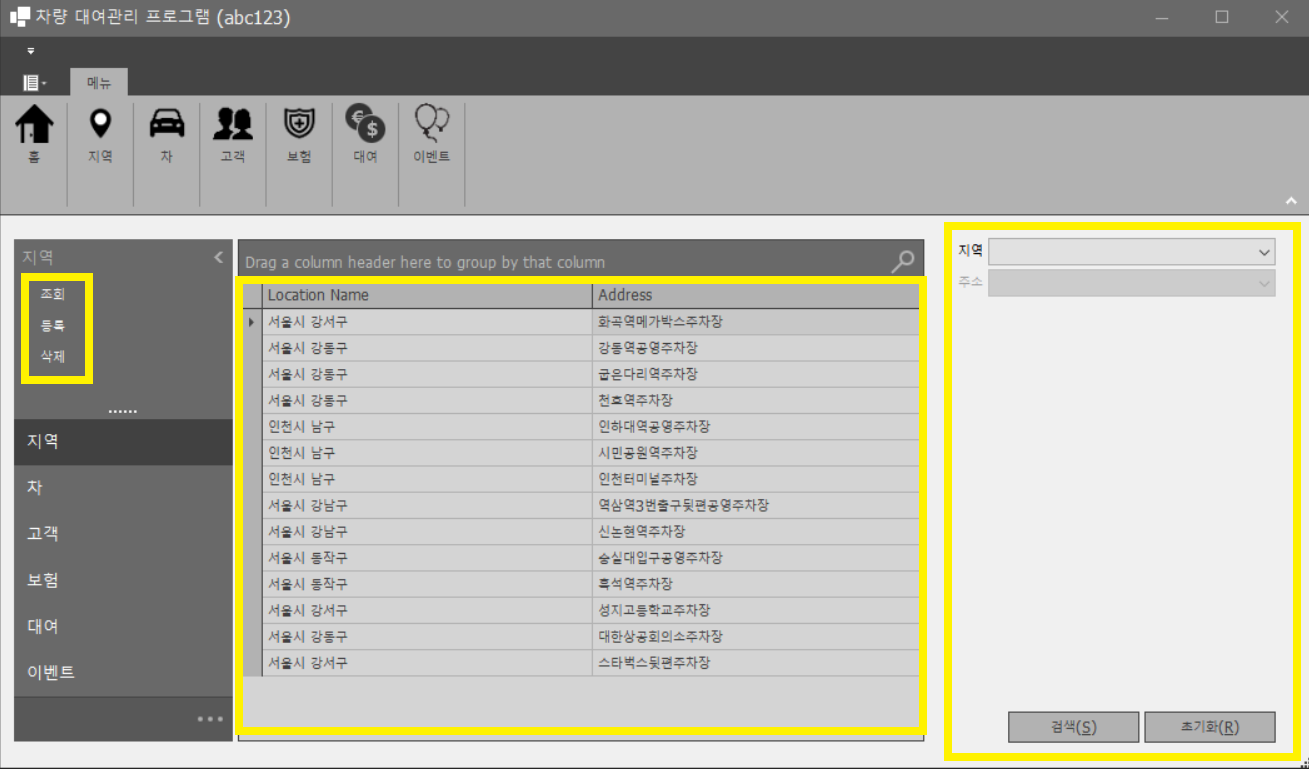 차량 대여관리 프로그램 (abc123)
메뉴
홈 지역 차 고객 보험 대여 이벤트
지역
조회
등록
삭제
지역
차
고객
보험
대여
이벤트
Drag a column header here to group by that column
Location Name Address
서울시 강서구 화곡역메가박스주차장
서울시 강동구 강동역공영주차장
서울시 강동구 굽은다리역주차장
서울시 강동구 천호역주차장
인천시 남구 인하대역공영주차장
인천시 남구 시민공원역주차장
인천시 남구 인천터미널주차장
서울시 강남구 역삼역3번출구뒷편공영주차장
서울시 강남구 신논현역주차장
서울시 동작구 숭실대입구공영주차장
서울시 동작구 흑석역주차장
서울시 강서구 성지고등학교주차장
서울시 강동구 대한상공회의소주차장
서울시 강서구 스타벅스뒷편주차장
지역
주소
검색(S) 초기화(R)